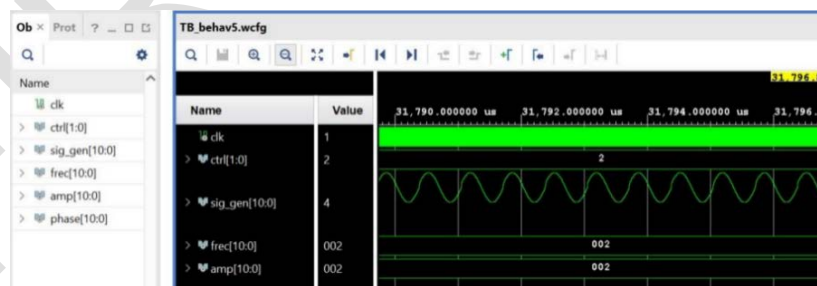 Ob × Prot ? _ □
TB_behav5.wcfg
Name
clk
ctrl[1:0]
sig_gen[10:0]
frec[10:0]
amp[10:0]
phase[10:0]
31,796.
Name Value 31,790.000000 us 31,792.000000 us 31,794.000000 us 31,796.
clk 1
ctrl[1:0] 2 2
sig_gen[10:0] 4
frec[10:0] 002 002
amp[10:0] 002 002